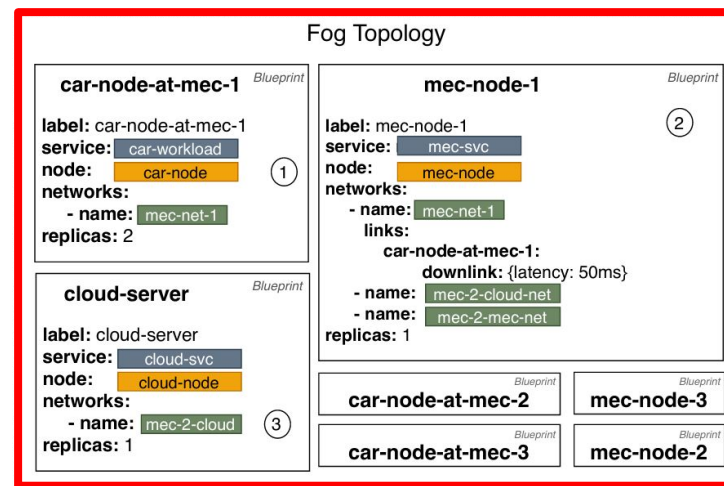 Fog Topology
car-node-at-mec-1 Blueprint
label: car-node-at-mec-1
service: car-workload
node: car-node
networks:
- name: mec-net-1
replicas: 2
1
mec-node-1 Blueprint
label: mec-node-1
service: mec-svc
node: mec-node
networks:
- name: mec-net-1
links:
car-node-at-mec-1:
downlink: {latency: 50ms}
- name: mec-2-cloud-net
- name: mec-2-mec-net
replicas: 1
2
cloud-server Blueprint
label: cloud-server
service: cloud-svc
node: cloud-node
networks:
- name: mec-2-cloud
replicas: 1
3
Blueprint
car-node-at-mec-2
Blueprint
mec-node-3
Blueprint
car-node-at-mec-3
Blueprint
mec-node-2